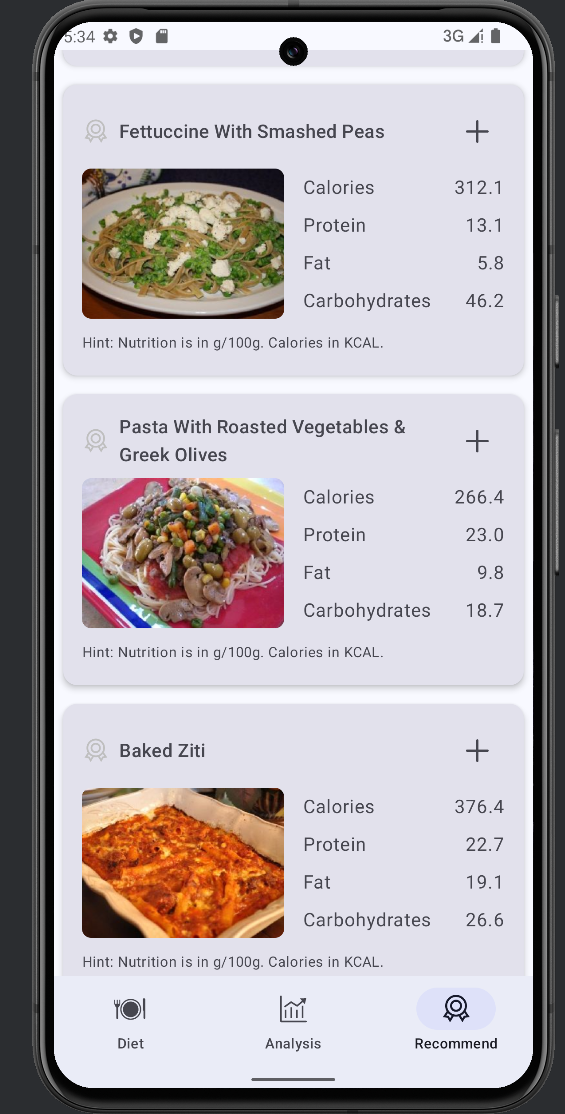 5:34
3G
Fettuccine With Smashed Peas
Calories 312.1
Protein 13.1
Fat 5.8
Carbohydrates 46.2
Hint: Nutrition is in g/100g. Calories in KCAL.
Pasta With Roasted Vegetables &
Greek Olives
Calories 266.4
Protein 23.0
Fat 9.8
Carbohydrates 18.7
Hint: Nutrition is in g/100g. Calories in KCAL.
Baked Ziti
Calories 376.4
Protein 22.7
Fat 19.1
Carbohydrates 26.6
Hint: Nutrition is in g/100g. Calories in KCAL.
Diet Analysis Recommend